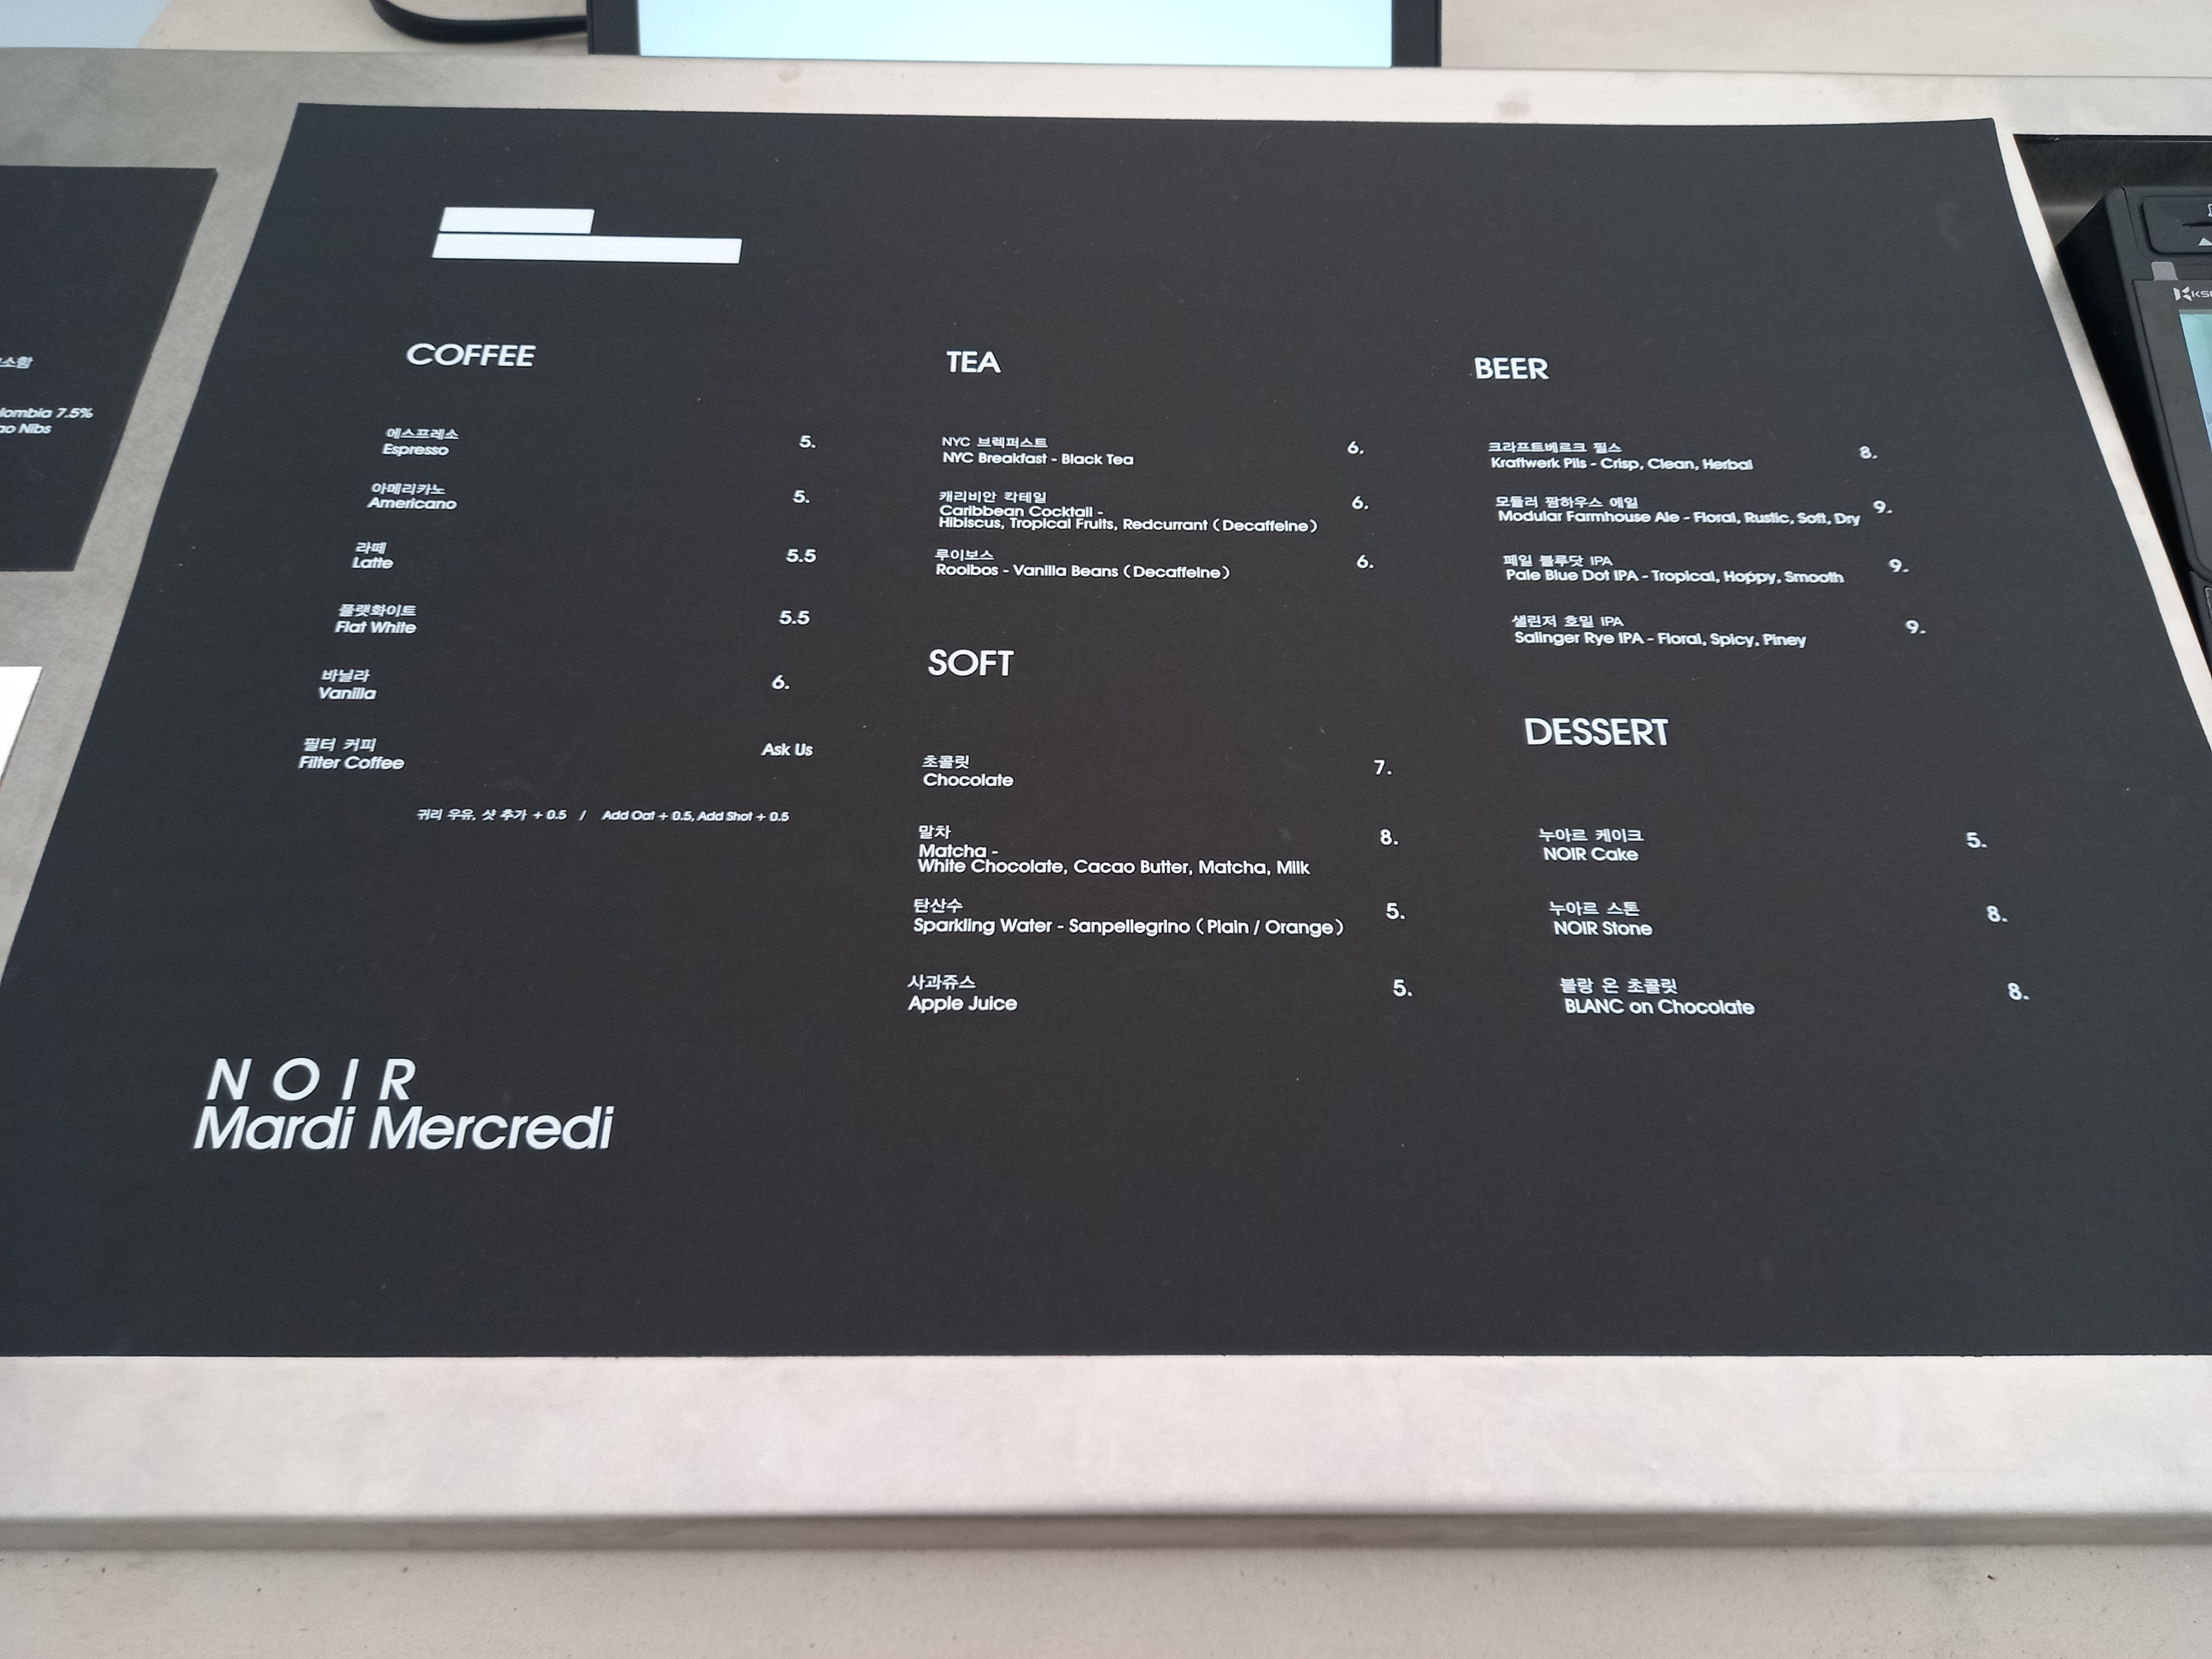 COFFEE
에스프레소
Espresso
5.
아메리카노
Americano
5.
라떼
Latte
5.5
플랫화이트
Flat White
5.5
바닐라
Vanilla
6.
필터 커피
Filter Coffee
Ask Us
귀리 우유, 샷 추가 + 0.5 / Add Oat + 0.5, Add Shot + 0.5
TEA
NYC 브렉퍼스트
NYC Breakfast - Black Tea
6.
캐리비안 칵테일
Caribbean Cocktail -
Hibiscus, Tropical Fruits, Redcurrant (Decaffeine)
6.
루이보스
Rooibos - Vanilla Beans (Decaffeine)
6.
SOFT
초콜릿
Chocolate
7.
말차
Matcha -
White Chocolate, Cacao Butter, Matcha, Milk
8.
탄산수
Sparkling Water - Sanpellegrino (Plain / Orange)
5.
사과쥬스
Apple Juice
5.
BEER
크라프트베르크 필스
Kraftwerk Pils - Crisp, Clean, Herbal
8.
모듈러 팜하우스 에일
Modular Farmhouse Ale - Floral, Rustic, Soft, Dry
9.
페일 블루닷 IPA
Pale Blue Dot IPA - Tropical, Hoppy, Smooth
9.
샐린저 호밀 IPA
Salinger Rye IPA - Floral, Spicy, Piney
9.
DESSERT
누아르 케이크
NOIR Cake
5.
누아르 스톤
NOIR Stone
8.
블랑 온 초콜릿
BLANC on Chocolate
8.
NOIR
Mardi Mercredi
7.5%
Nibs